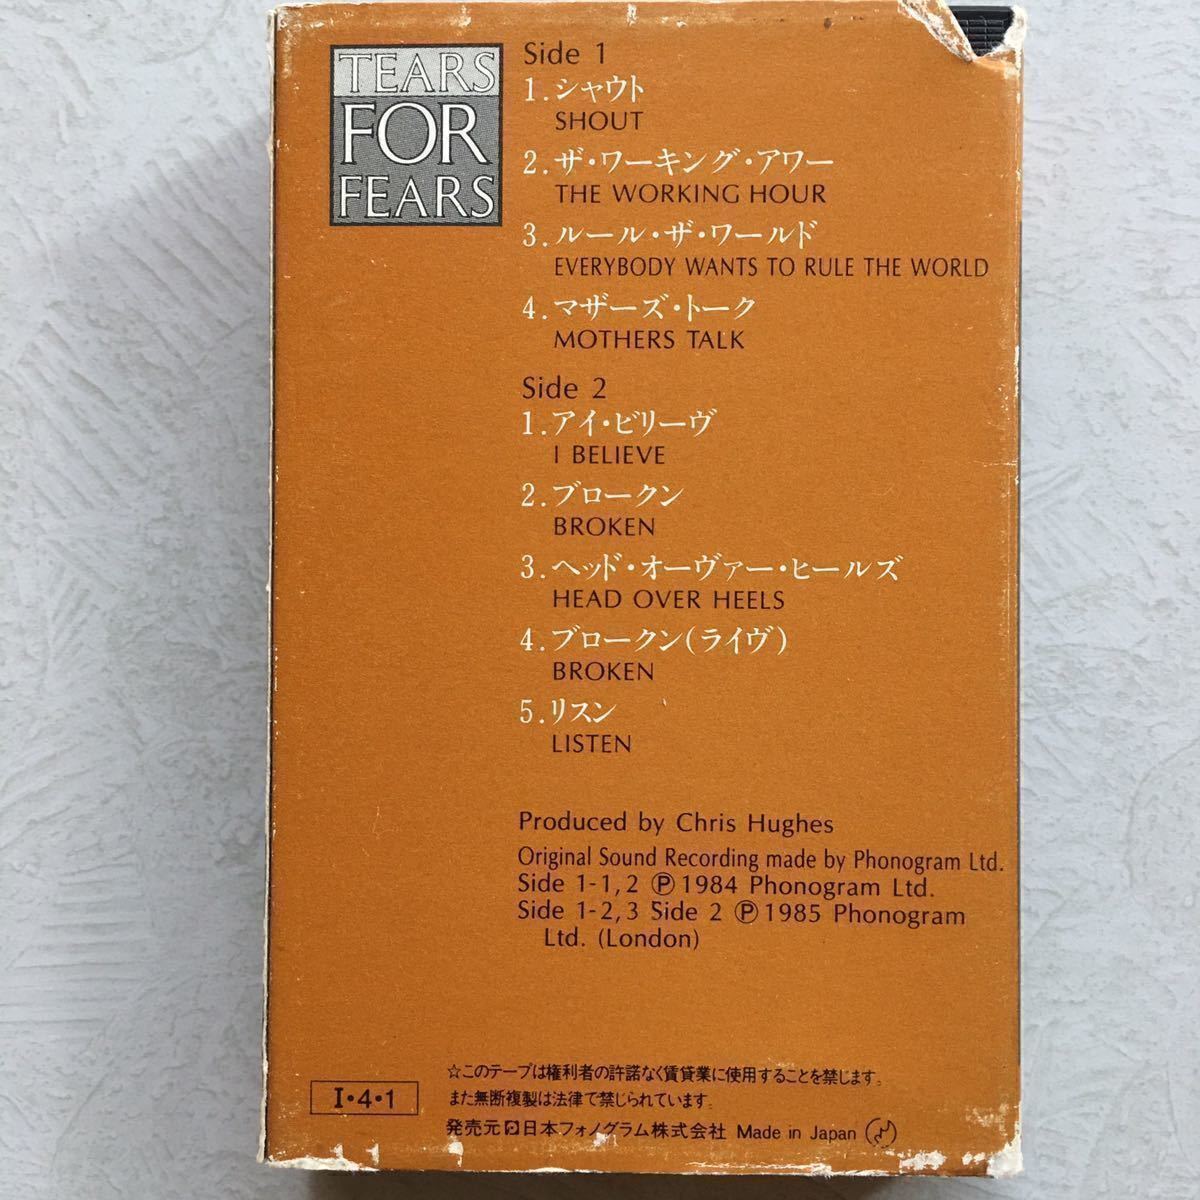 TEARS
FOR
FEARS
Side 1
1.シャウト
SHOUT
2.ザ・ワーキング・アワー
THE WORKING HOUR
3.ルール・ザ・ワールド
EVERYBODY WANTS TO RULE THE WORLD
4.マザーズ・トーク
MOTHERS TALK
Side 2
1.アイ・ビリーヴ
I BELIEVE
2.ブロークン
BROKEN
3.ヘッド・オーヴァー・ヒールズ
HEAD OVER HEELS
4.ブロークン(ライヴ)
BROKEN
5.リスン
LISTEN
Produced by Chris Hughes
Original Sound Recording made by Phonogram Ltd.
Side 1-1,2 Ⓟ1984 Phonogram Ltd.
Side 1-2,3 Side 2 Ⓟ1985 Phonogram
Ltd. (London)
☆このテープは権利者の許諾なく賃貸業に使用することを禁じます。
また無断複製は法律で禁じられています。
I・4・1
発売元 日本フォノグラム株式会社 Made in Japan